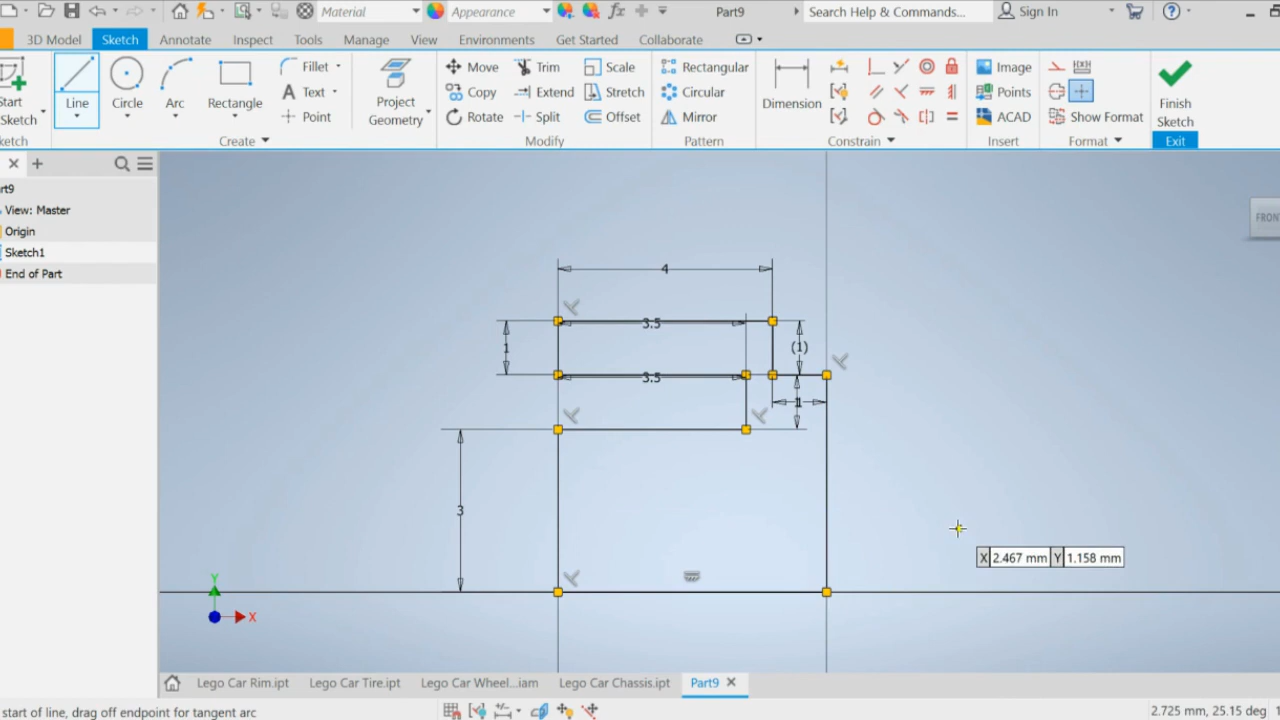 Material
Appearance
Part9
Search Help & Commands...
Sign In
3D Model
Sketch
Annotate
Inspect
Tools
Manage
View
Environments
Get Started
Collaborate
Start
Sketch
Line
Circle
Arc
Rectangle
Fillet
Text
Point
Project
Geometry
Move
Copy
Rotate
Trim
Extend
Split
Scale
Stretch
Offset
Rectangular
Circular
Mirror
Dimension
Image
Points
ACAD
Show Format
Finish
Sketch
ketch
Create
Modify
Pattern
Constrain
Insert
Format
Exit
rt9
View: Master
Origin
Sketch1
End of Part
FRON
4
3.5
1
(1)
3.5
1
1
3
X 2.467 mm Y 1.158 mm
Y
X
Lego Car Rim.ipt
Lego Car Tire.ipt
Lego Car Wheel...iam
Lego Car Chassis.ipt
Part9
start of line, drag off endpoint for tangent arc
2.725 mm, 25.15 deg